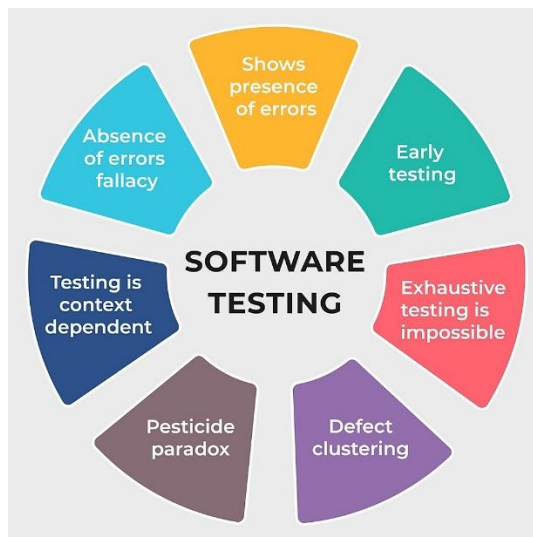 Shows
presence
of errors
Early
testing
Exhaustive
testing is
impossible
Defect
clustering
Pesticide
paradox
Testing is
context
dependent
Absence
of errors
fallacy
SOFTWARE
TESTING